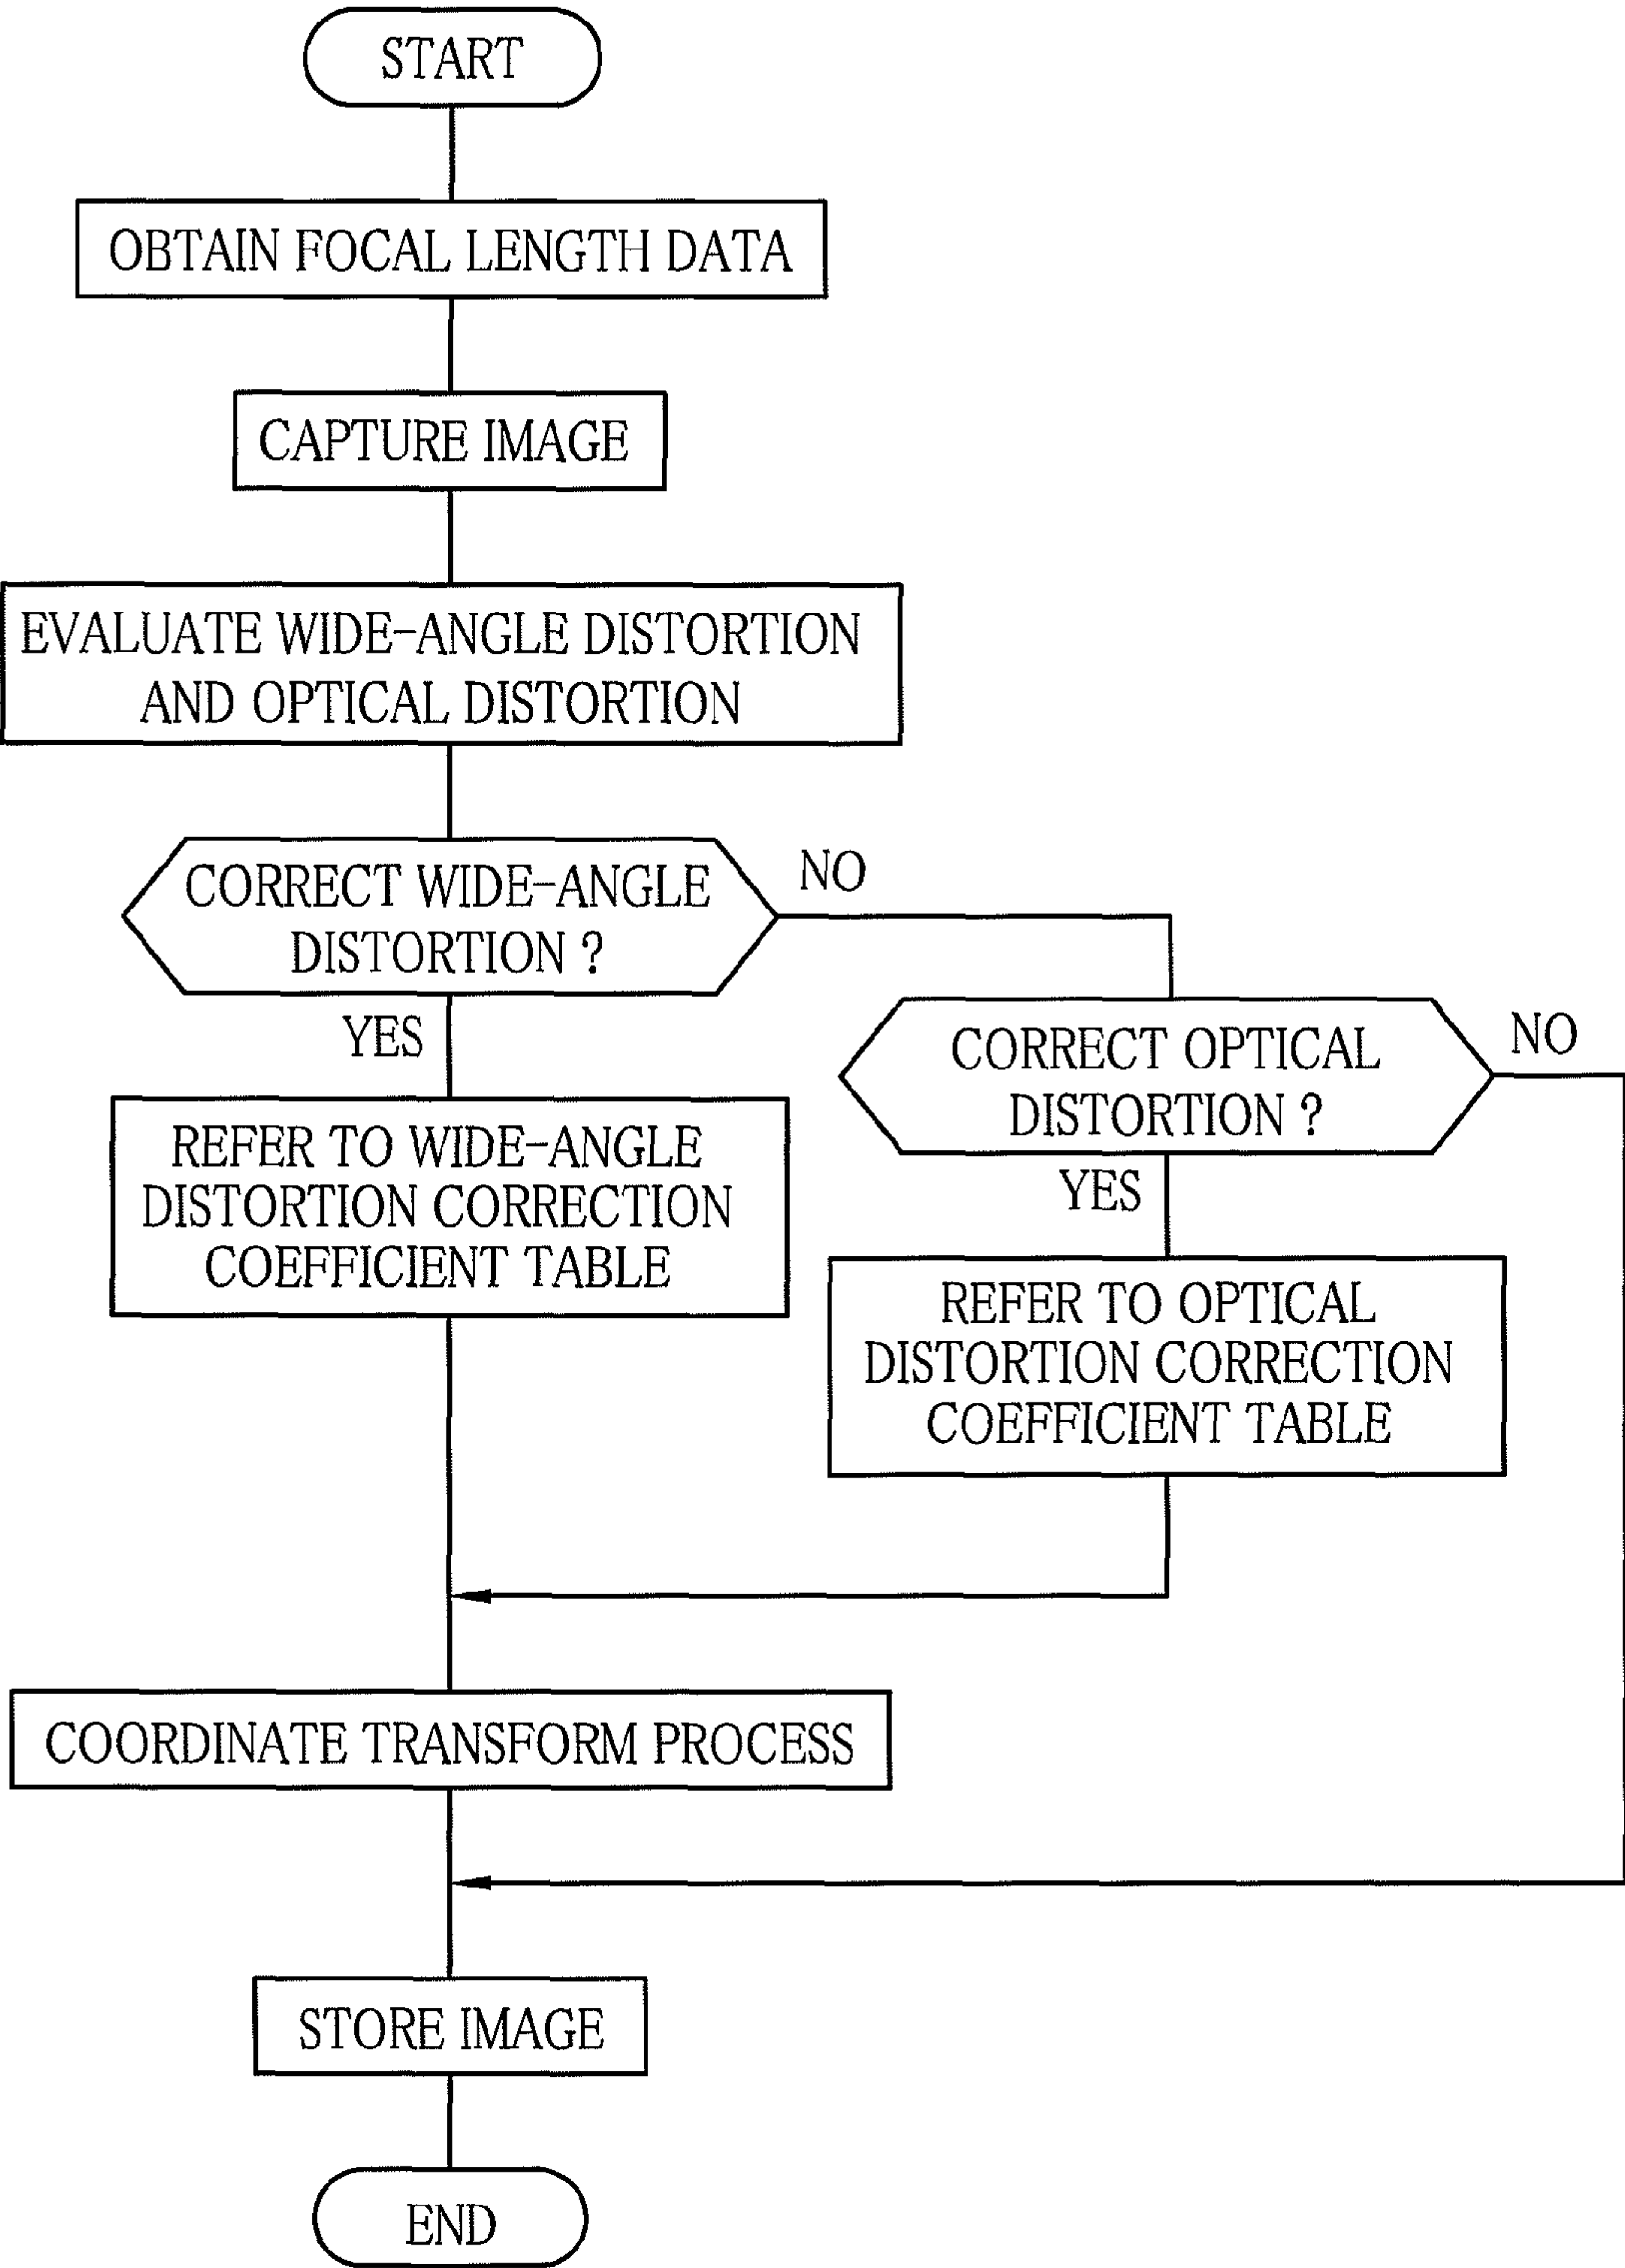 START
OBTAIN FOCAL LENGTH DATA
CAPTURE IMAGE
EVALUATE WIDE-ANGLE DISTORTION
AND OPTICAL DISTORTION
CORRECT WIDE-ANGLE
DISTORTION ?
NO
YES
CORRECT OPTICAL
DISTORTION ?
NO
YES
REFER TO WIDE-ANGLE
DISTORTION CORRECTION
COEFFICIENT TABLE
REFER TO OPTICAL
DISTORTION CORRECTION
COEFFICIENT TABLE
COORDINATE TRANSFORM PROCESS
STORE IMAGE
END